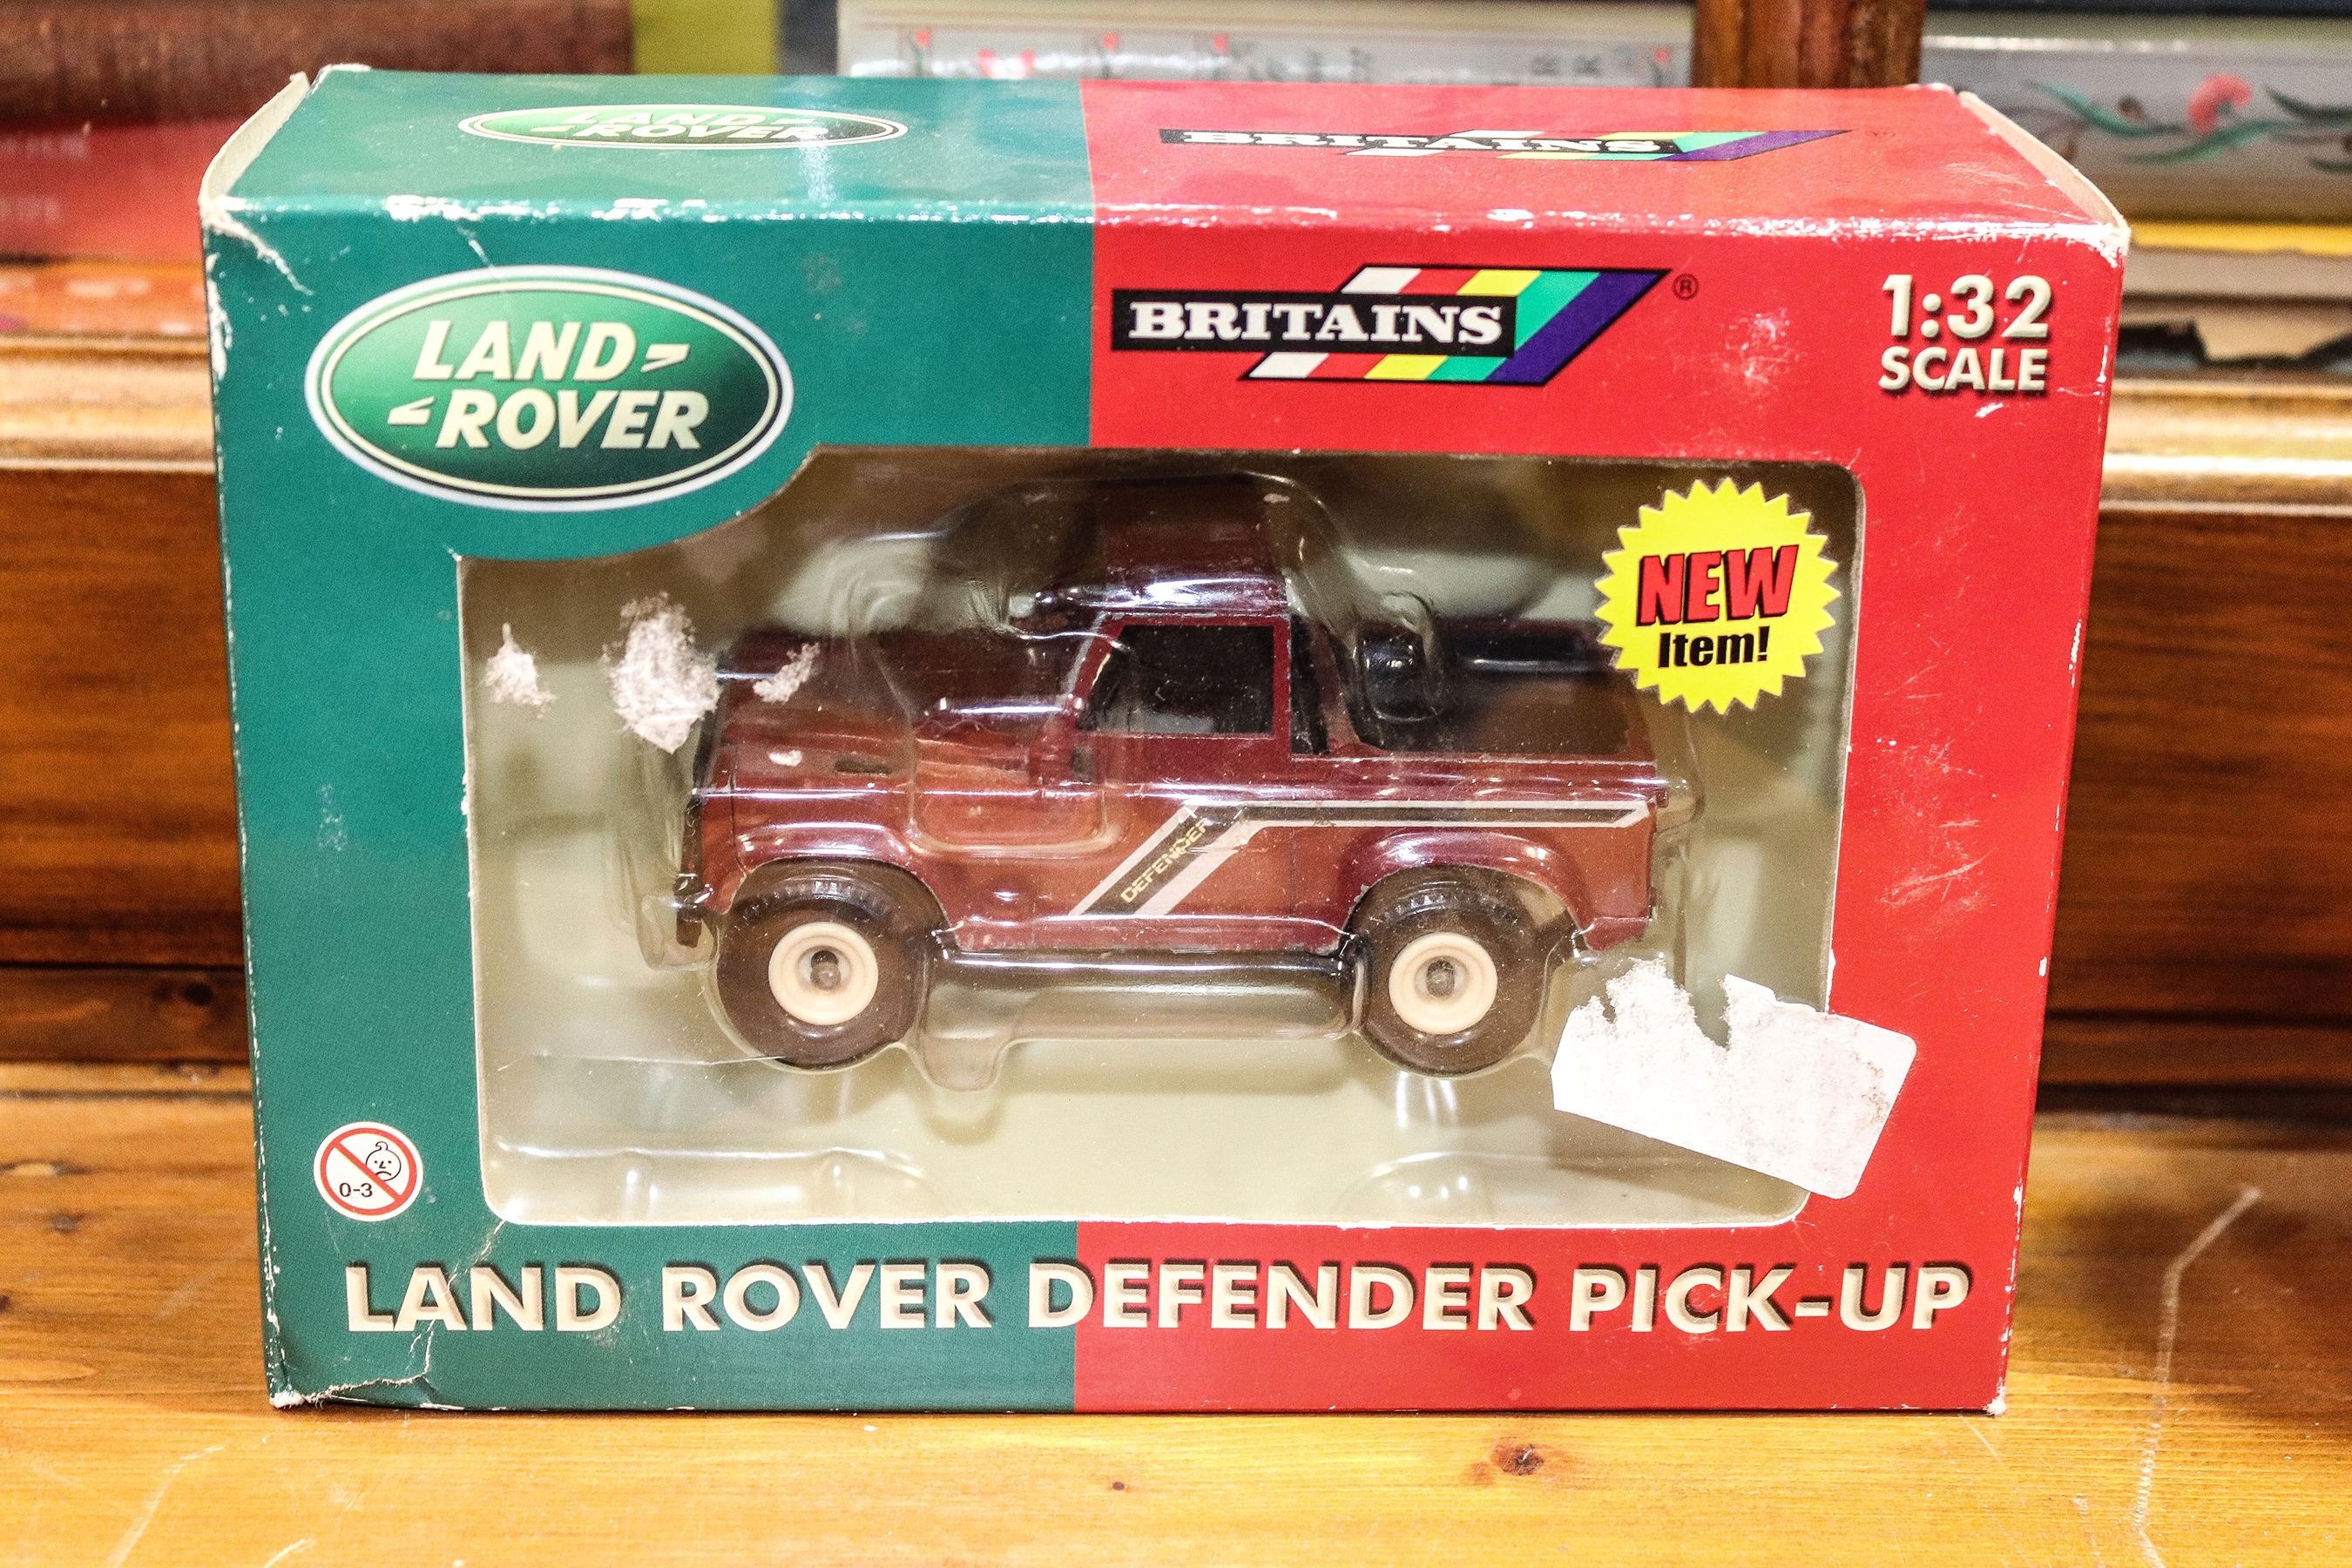 LAND
ROVER
BRITAINS
LAND
ROVER
BRITAINS ®
1:32
SCALE
NEW
Item!
DEFENDER
0-3
LAND ROVER DEFENDER PICK-UP